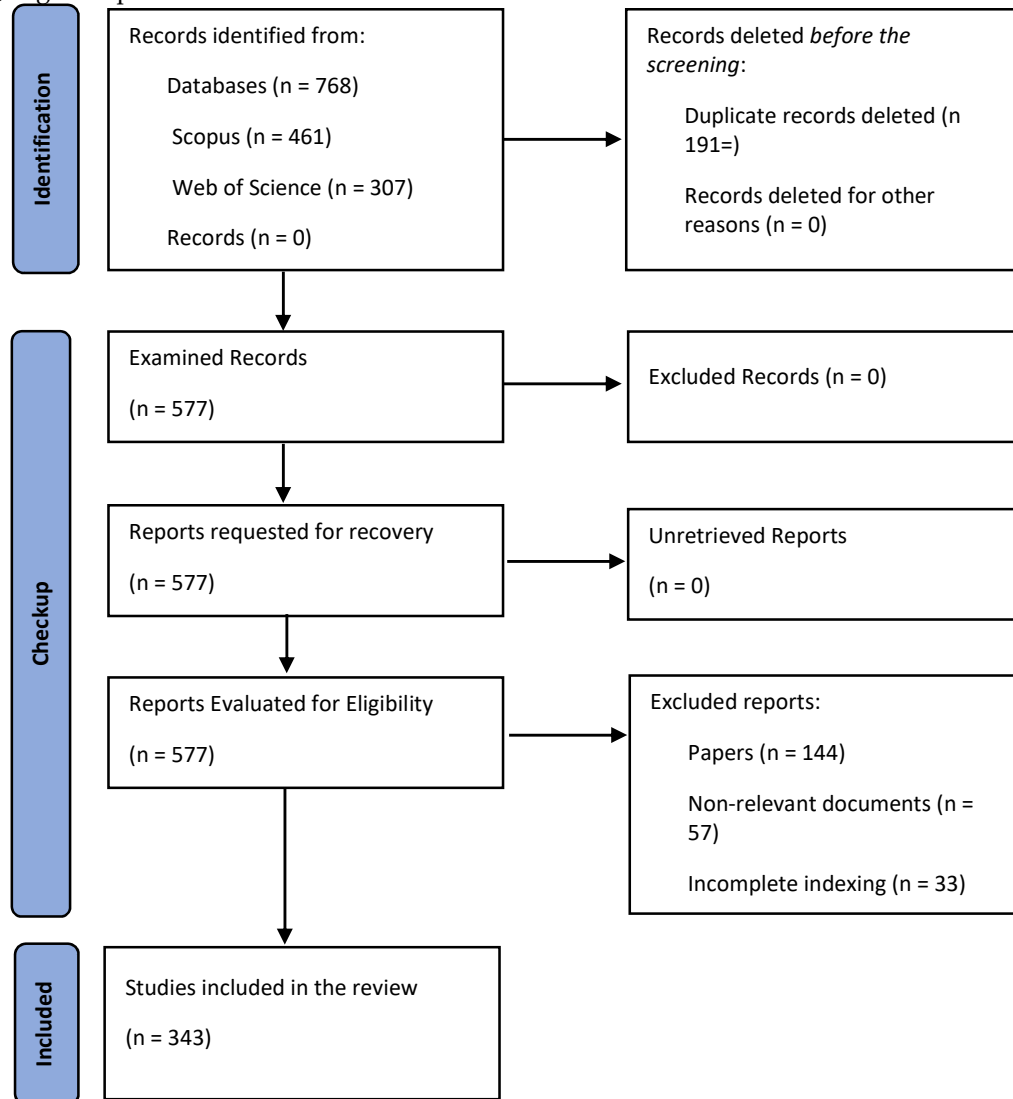 Identification
Records identified from:
Databases (n = 768)
Scopus (n = 461)
Web of Science (n = 307)
Records (n = 0)
Records deleted before the
screening:
Duplicate records deleted (n
191=)
Records deleted for other
reasons (n = 0)
Checkup
Examined Records
(n = 577)
Excluded Records (n = 0)
Reports requested for recovery
(n = 577)
Unretrieved Reports
(n = 0)
Reports Evaluated for Eligibility
(n = 577)
Excluded reports:
Papers (n = 144)
Non-relevant documents (n =
57)
Incomplete indexing (n = 33)
Included
Studies included in the review
(n = 343)